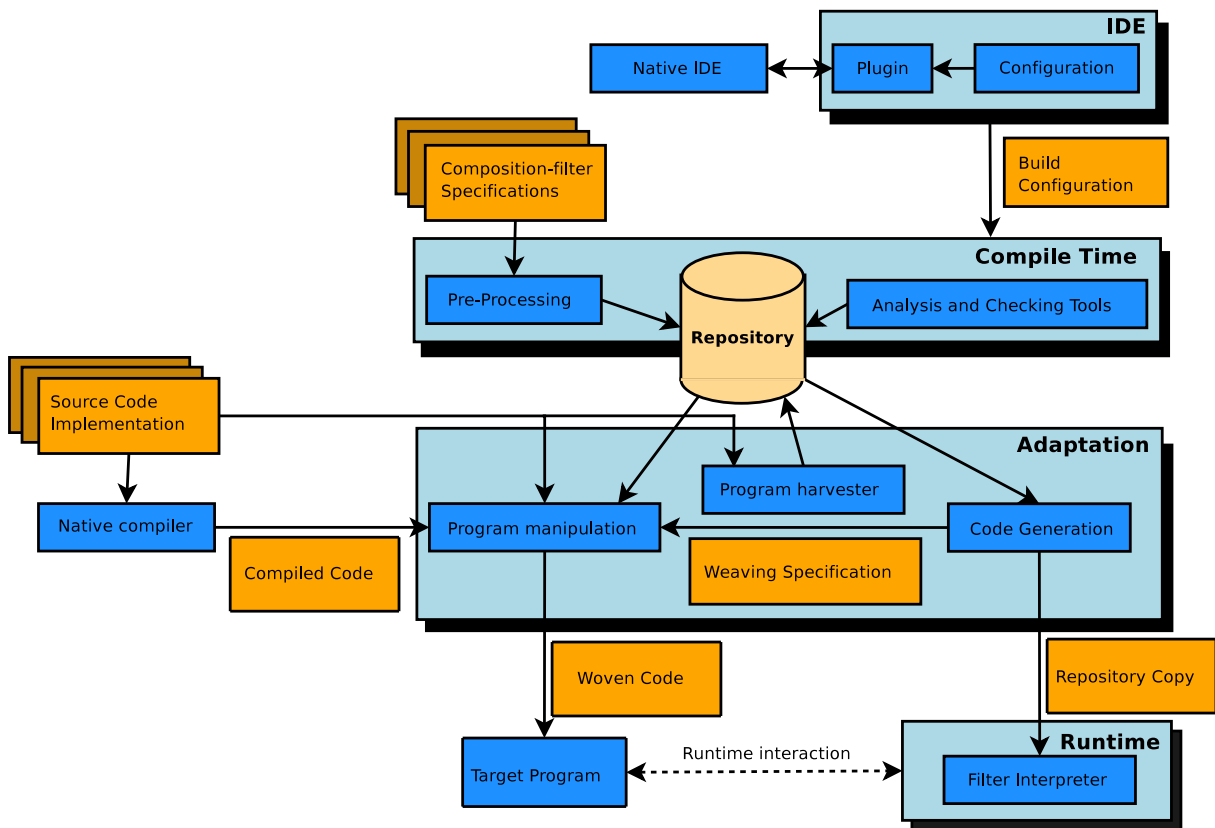 IDE
Native IDE
Plugin
Configuration
Composition-filter
Specifications
Build
Configuration
Compile Time
Pre-Processing
Analysis and Checking Tools
Repository
Source Code
Implementation
Adaptation
Program harvester
Native compiler
Program manipulation
Code Generation
Compiled Code
Weaving Specification
Woven Code
Repository Copy
Runtime
Runtime interaction
Target Program
Filter Interpreter